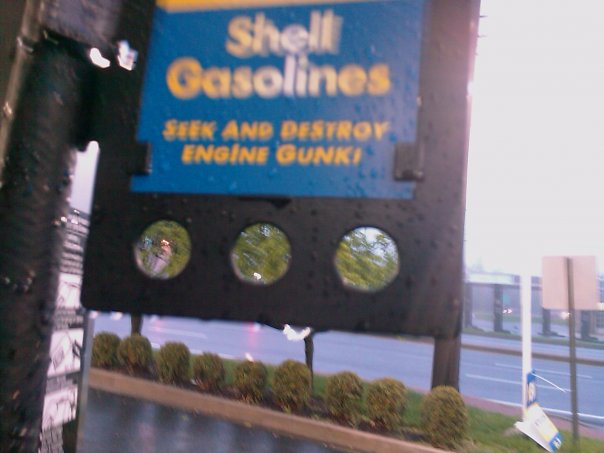 Shell
Gasolines
SEEK AND DESTROY
ENGINE GUNK!